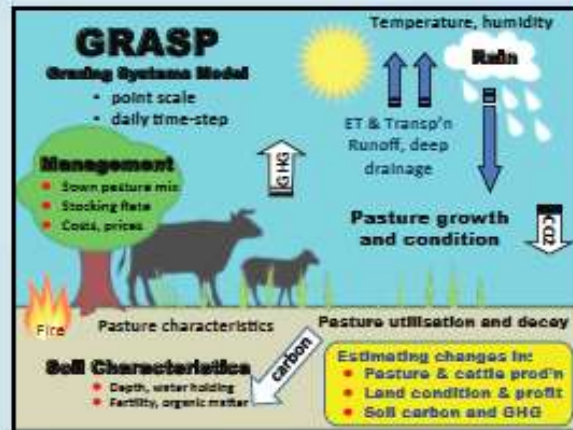 GRASP
Grazing Systems Model
• point scale
• daily time-step
Temperature, humidity
Rain
ET & Transp'n
Runoff, deep
drainage
GHG
Management
• Sown pasture mix
• Stocking Rate
• Costs, prices
Pasture growth
and condition
CO2
Fire
Pasture characteristics
Pasture utilisation and decay
carbon
Soil Characteristics
• Depth, water holding
• Fertility, organic matter
Estimating changes in:
• Pasture & cattle prod'n
• Land condition & profit
• Soil carbon and GHG